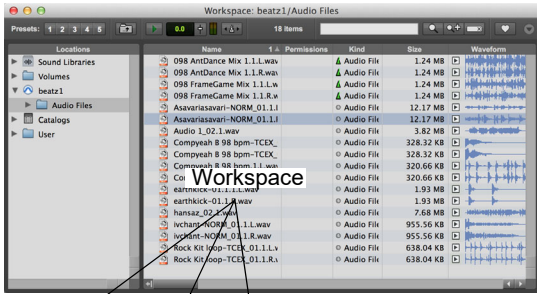 Workspace: beatz1/Audio Files
Presets: 1 2 3 4 5 0.0 18 items
Locations Name 1 Permissions Kind Size Waveform
Sound Libraries
Volumes
beatz1
Audio Files
Catalogs
User
098 AntDance Mix 1.1.L.wav Audio File 1.24 MB
098 AntDance Mix 1.1.R.wav Audio File 1.24 MB
098 FrameGame Mix 1.1.L.w Audio File 1.24 MB
098 FrameGame Mix 1.1.R.w Audio File 1.24 MB
Asavariasavari-NORM_01.1.l Audio File 12.17 MB
Asavariasavari-NORM_01.1.l Audio File 12.17 MB
Audio 1_02.1.wav Audio File 3.82 MB
Compyeah B 98 bpm-TCEX_ Audio File 328.32 KB
Compyeah B 98 bpm-TCEX_ Audio File 328.32 KB
Compyeah B 98 bpm 1.1.wav Audio File 320.66 KB
Audio File 320.66 KB
Workspace
earthkick-01.1.1.L.wav Audio File 1.93 MB
earthkick-01.1.R.wav Audio File 1.93 MB
hansaz_02.1.wav Audio File 7.68 MB
ivchant-NORM_01.1.L.wav Audio File 955.56 KB
ivchant-NORM_01.1.R.wav Audio File 955.56 KB
Rock Kit loop-TCEX_01.1.L.v Audio File 638.04 KB
Rock Kit loop-TCEX_01.1.R.v Audio File 638.04 KB